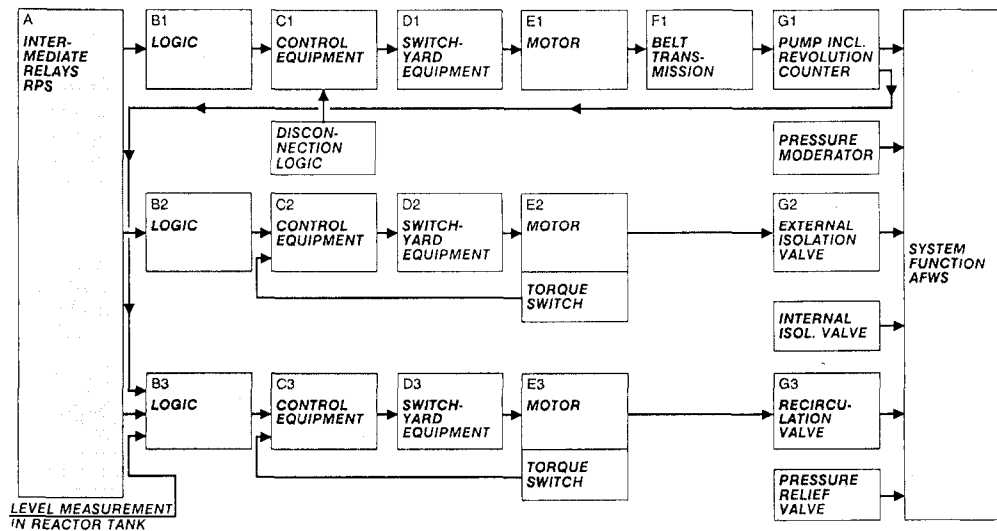 A
INTER-
MEDIATE
RELAYS
RPS
B1
LOGIC
C1
CONTROL
EQUIPMENT
D1
SWITCH-
YARD
EQUIPMENT
E1
MOTOR
F1
BELT
TRANS-
MISSION
G1
PUMP INCL.
REVOLUTION
COUNTER
DISCON-
NECTION
LOGIC
PRESSURE
MODERATOR
B2
LOGIC
C2
CONTROL
EQUIPMENT
D2
SWITCH-
YARD
EQUIPMENT
E2
MOTOR
TORQUE
SWITCH
G2
EXTERNAL
ISOLATION
VALVE
SYSTEM
FUNCTION
AFWS
INTERNAL
ISOL. VALVE
B3
LOGIC
C3
CONTROL
EQUIPMENT
D3
SWITCH-
YARD
EQUIPMENT
E3
MOTOR
TORQUE
SWITCH
G3
RECIRCU-
LATION
VALVE
PRESSURE
RELIEF
VALVE
LEVEL MEASUREMENT
IN REACTOR TANK